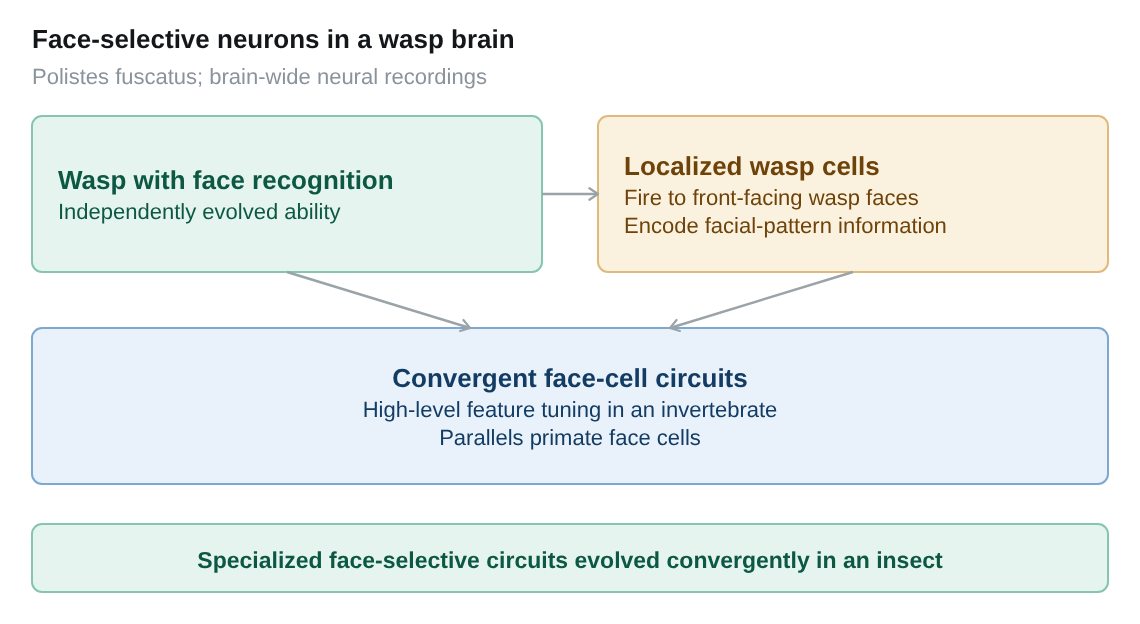 Face-selective neurons in a wasp brain
Polistes fuscatus; brain-wide neural recordings
Wasp with face recognition
Independently evolved ability
Localized wasp cells
Fire to front-facing wasp faces
Encode facial-pattern information
Convergent face-cell circuits
High-level feature tuning in an invertebrate
Parallels primate face cells
Specialized face-selective circuits evolved convergently in an insect